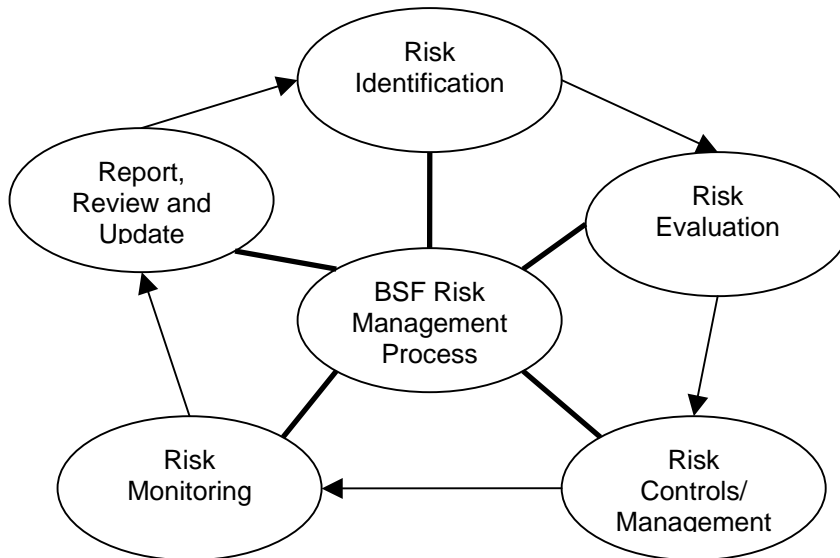 Risk
Identification
Risk
Evaluation
Risk
Controls/
Management
Risk
Monitoring
Report,
Review and
Update
BSF Risk
Management
Process